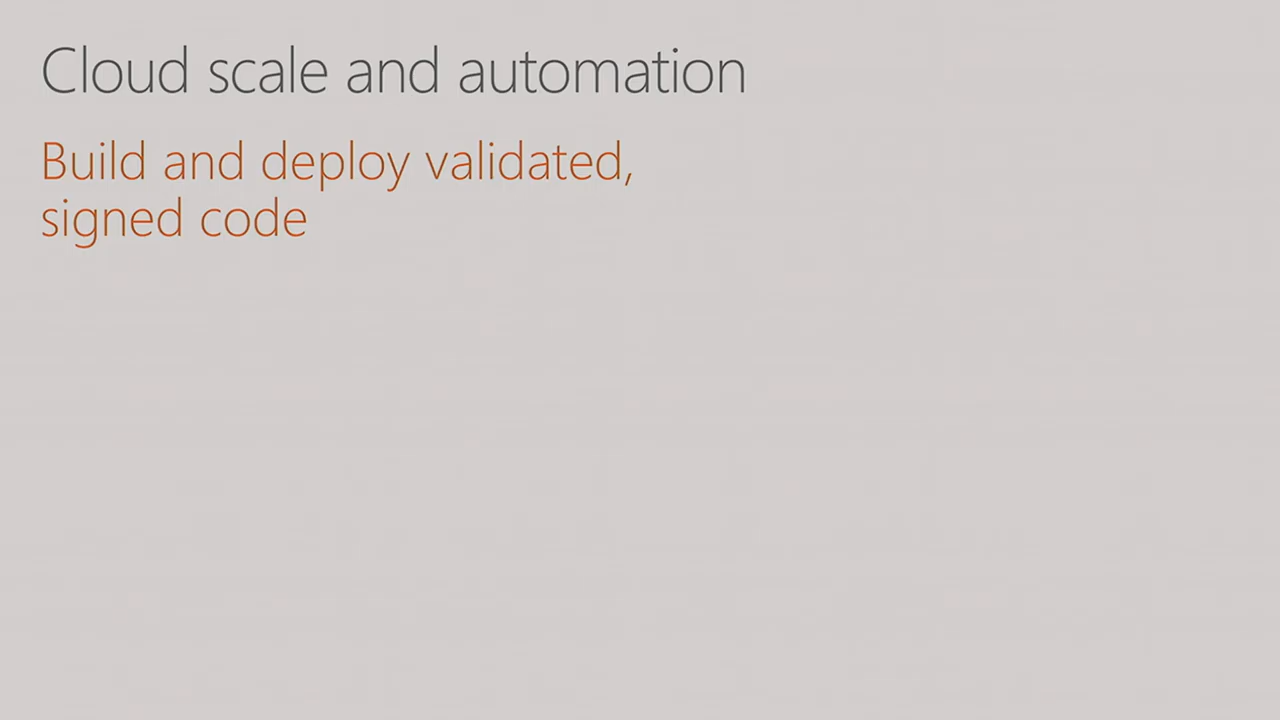 Cloud scale and automation
Build and deploy validated,
signed code